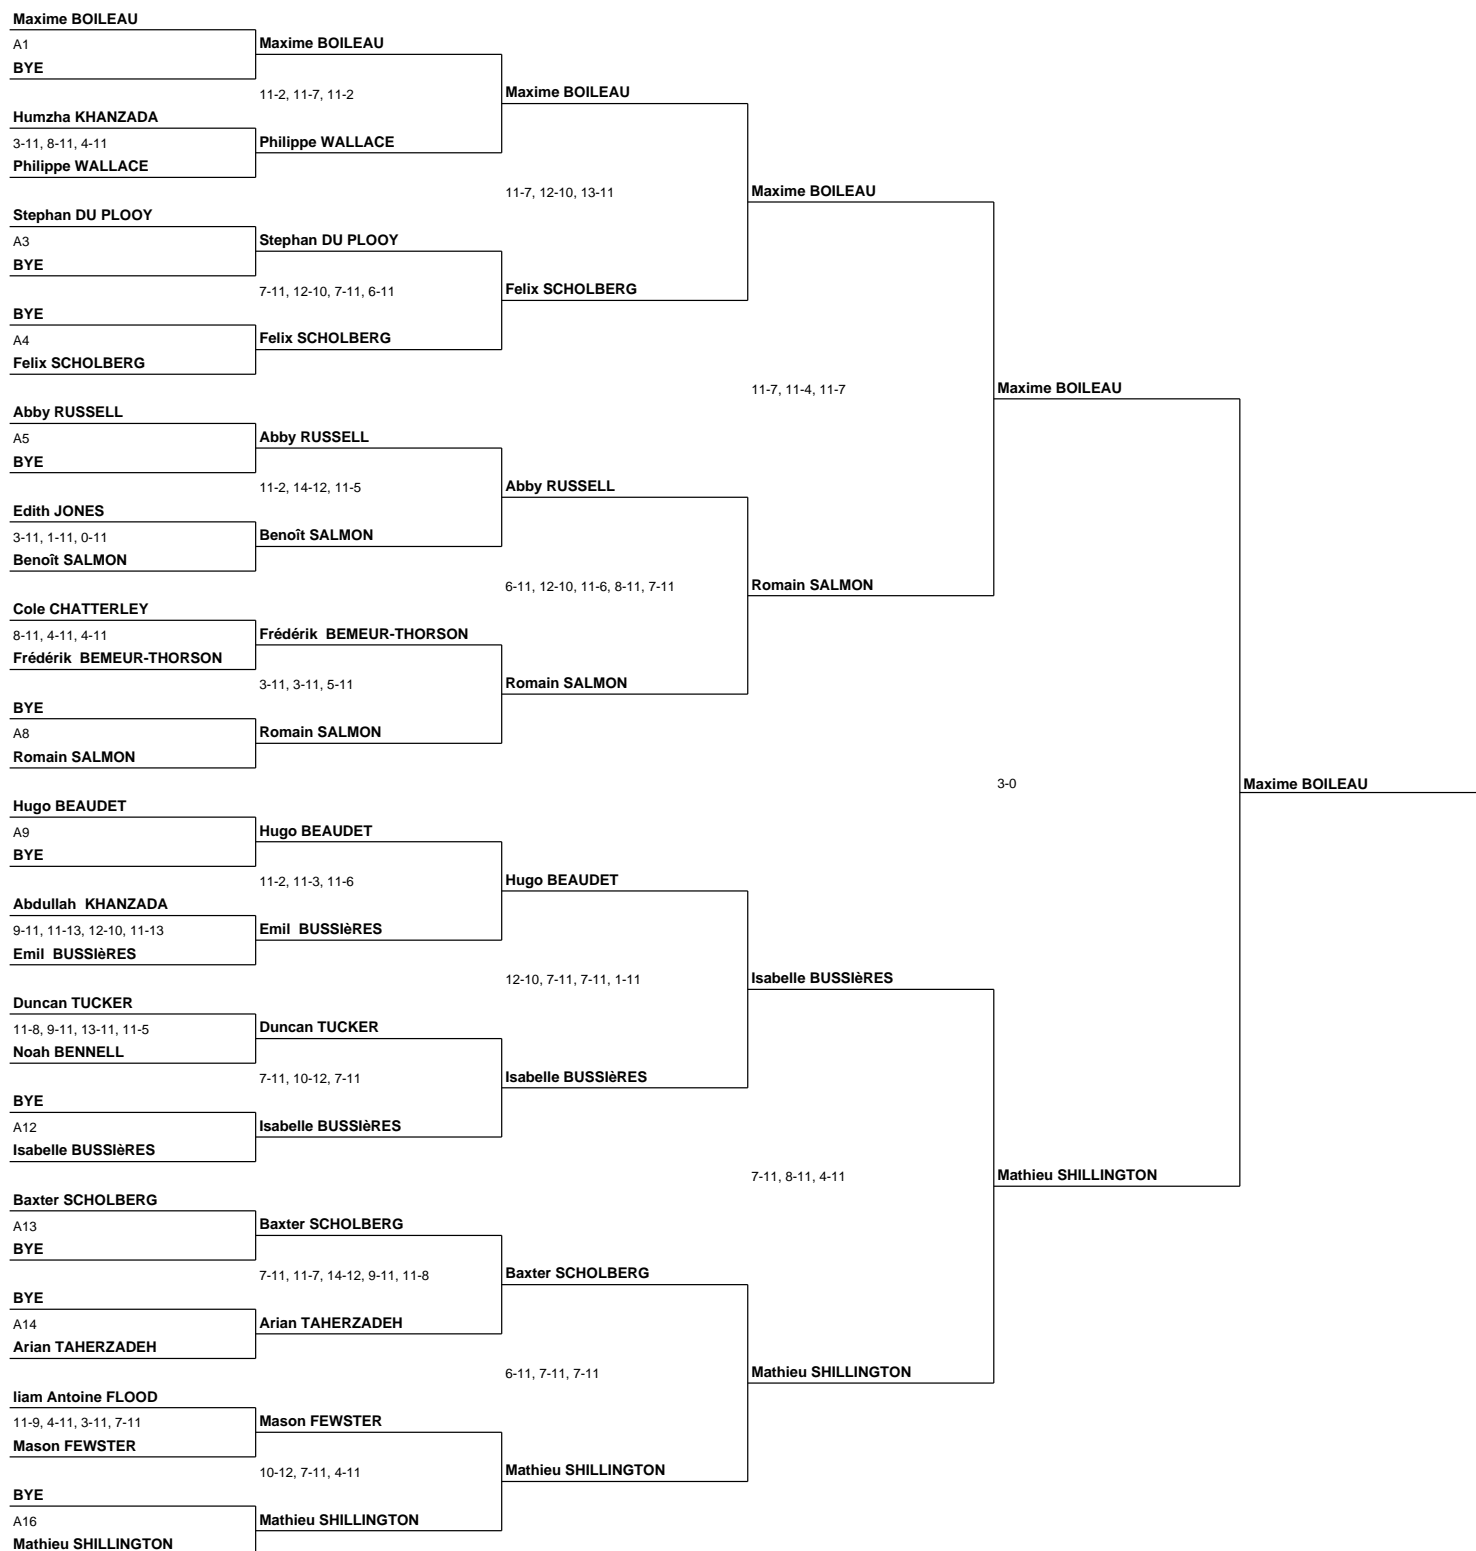 Maxime BOILEAU
A1
BYE
Maxime BOILEAU
11-2, 11-7, 11-2
Maxime BOILEAU
Humzha KHANZADA
3-11, 8-11, 4-11
Philippe WALLACE
Philippe WALLACE
11-7, 12-10, 13-11
Maxime BOILEAU
Stephan DU PLOOY
A3
BYE
Stephan DU PLOOY
7-11, 12-10, 7-11, 6-11
Felix SCHOLBERG
BYE
A4
Felix SCHOLBERG
Felix SCHOLBERG
11-7, 11-4, 11-7
Maxime BOILEAU
Abby RUSSELL
A5
BYE
Abby RUSSELL
11-2, 14-12, 11-5
Abby RUSSELL
Edith JONES
3-11, 1-11, 0-11
Benoît SALMON
Benoît SALMON
6-11, 12-10, 11-6, 8-11, 7-11
Romain SALMON
Cole CHATTERLEY
8-11, 4-11, 4-11
Frédérik  BEMEUR-THORSON
Frédérik  BEMEUR-THORSON
3-11, 3-11, 5-11
Romain SALMON
BYE
A8
Romain SALMON
Romain SALMON
3-0
Maxime BOILEAU
Hugo BEAUDET
A9
BYE
Hugo BEAUDET
11-2, 11-3, 11-6
Hugo BEAUDET
Abdullah  KHANZADA
9-11, 11-13, 12-10, 11-13
Emil  BUSSIèRES
Emil  BUSSIèRES
12-10, 7-11, 7-11, 1-11
Isabelle BUSSIèRES
Duncan TUCKER
11-8, 9-11, 13-11, 11-5
Noah BENNELL
Duncan TUCKER
7-11, 10-12, 7-11
Isabelle BUSSIèRES
BYE
A12
Isabelle BUSSIèRES
Isabelle BUSSIèRES
7-11, 8-11, 4-11
Mathieu SHILLINGTON
Baxter SCHOLBERG
A13
BYE
Baxter SCHOLBERG
7-11, 11-7, 14-12, 9-11, 11-8
Baxter SCHOLBERG
BYE
A14
Arian TAHERZADEH
Arian TAHERZADEH
6-11, 7-11, 7-11
Mathieu SHILLINGTON
liam Antoine FLOOD
11-9, 4-11, 3-11, 7-11
Mason FEWSTER
Mason FEWSTER
10-12, 7-11, 4-11
Mathieu SHILLINGTON
BYE
A16
Mathieu SHILLINGTON
Mathieu SHILLINGTON